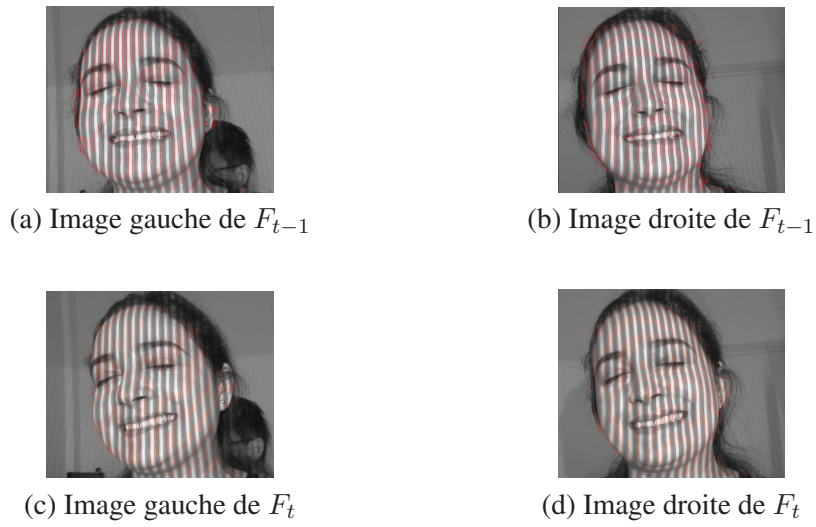 (a) Image gauche de F_{t−1}
(b) Image droite de F_{t−1}
(c) Image gauche de F_t
(d) Image droite de F_t